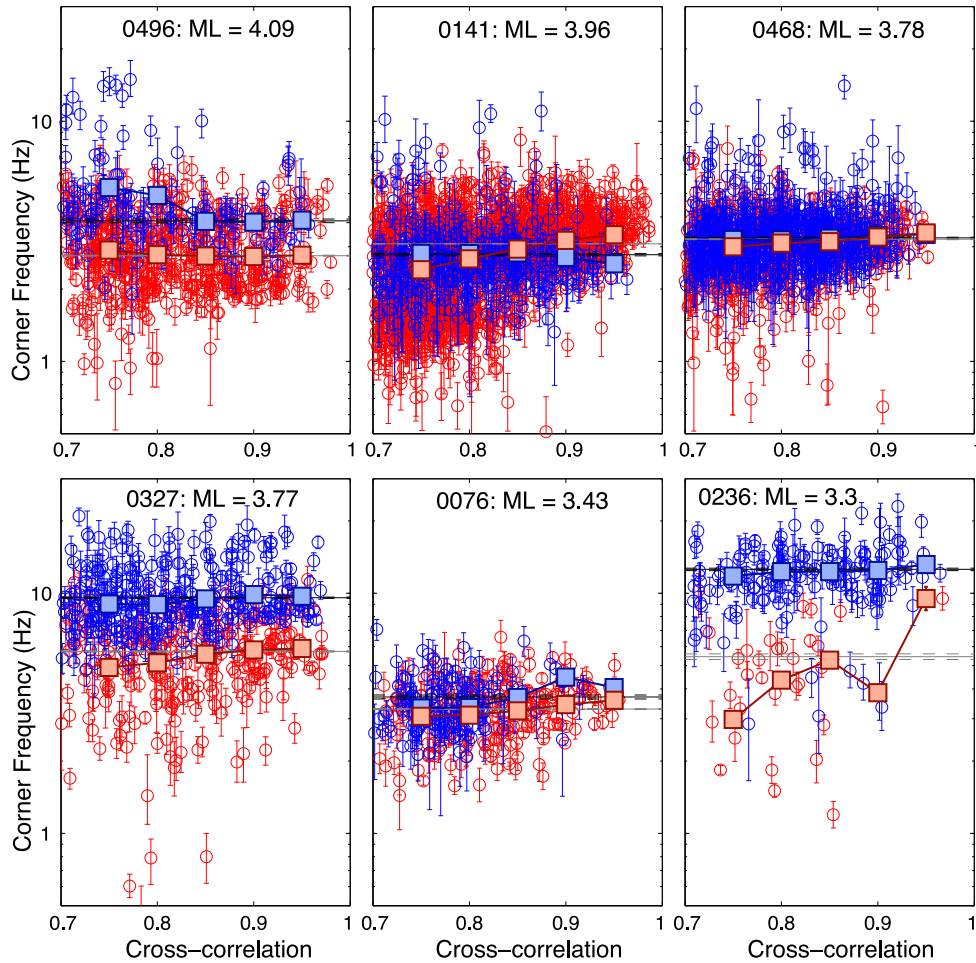 0496: ML = 4.09
0141: ML = 3.96
0468: ML = 3.78
Corner Frequency (Hz)
10
1
0.7 0.8 0.9 1
0.7 0.8 0.9 1
0.7 0.8 0.9 1
0327: ML = 3.77
0076: ML = 3.43
0236: ML = 3.3
Corner Frequency (Hz)
10
1
0.7 0.8 0.9 1
0.7 0.8 0.9 1
0.7 0.8 0.9 1
Cross−correlation
Cross−correlation
Cross−correlation